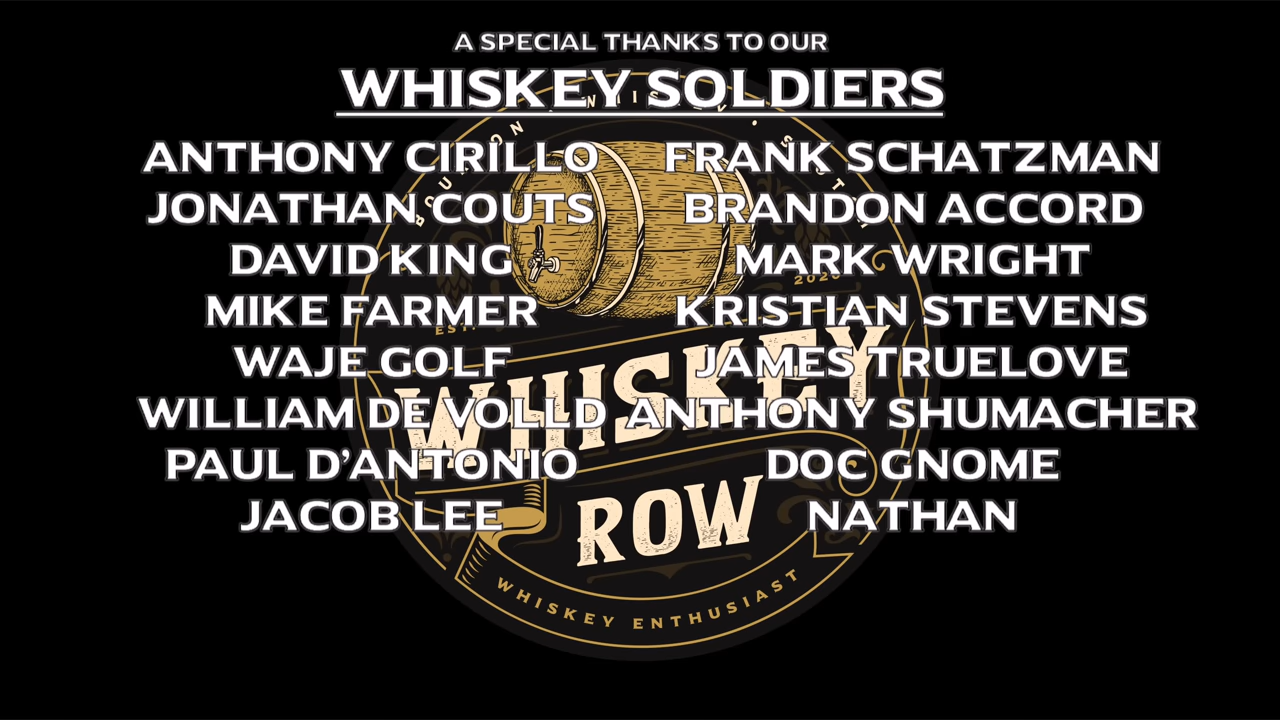 A SPECIAL THANKS TO OUR
WHISKEY SOLDIERS
ANTHONY CIRILLO
JONATHAN COUTS
DAVID KING
MIKE FARMER
WAJE GOLF
WILLIAM DE VOLLD
PAUL D'ANTONIO
JACOB LEE
FRANK SCHATZMAN
BRANDON ACCORD
MARK WRIGHT
KRISTIAN STEVENS
JAMES TRUELOVE
ANTHONY SHUMACHER
DOC GNOME
NATHAN
EST.
2020
WHISKEY
ROW
WHISKEY ENTHUSIAST